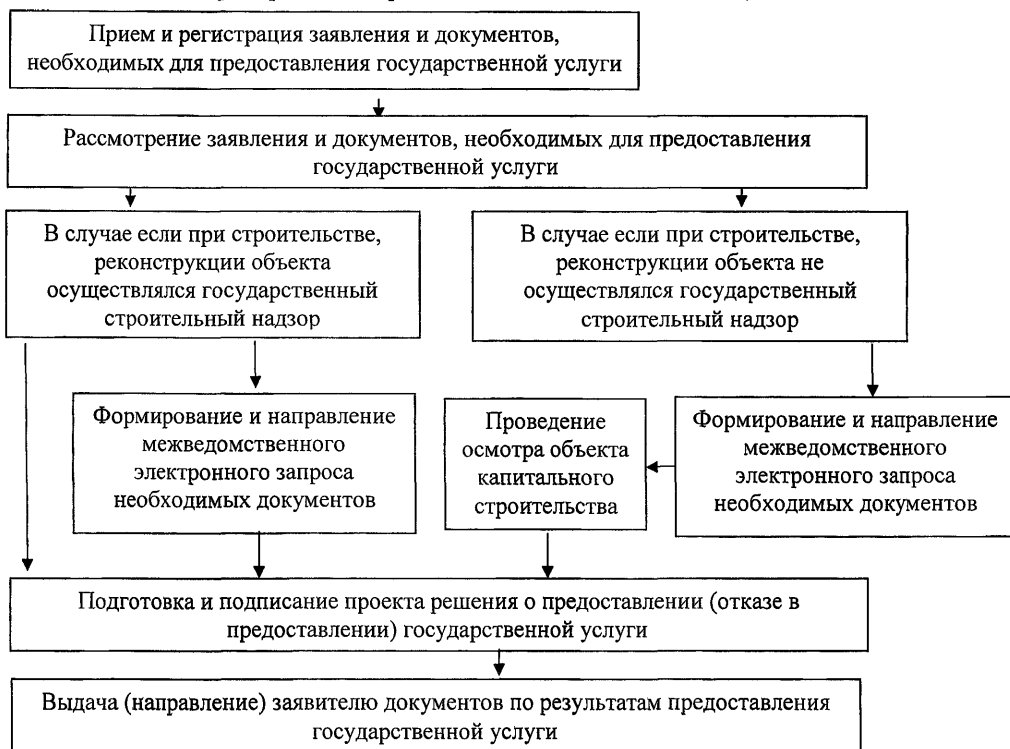 Прием и регистрация заявления и документов,
необходимых для предоставления государственной услуги
Рассмотрение заявления и документов, необходимых для предоставления
государственной услуги
В случае если при строительстве,
реконструкции объекта
осуществлялся государственный
строительный надзор
В случае если при строительстве,
реконструкции объекта не
осуществлялся государственный
строительный надзор
Формирование и направление
межведомственного
электронного запроса
необходимых документов
Проведение
осмотра объекта
капитального
строительства
Формирование и направление
межведомственного
электронного запроса
необходимых документов
Подготовка и подписание проекта решения о предоставлении (отказе в
предоставлении) государственной услуги
Выдача (направление) заявителю документов по результатам предоставления
государственной услуги